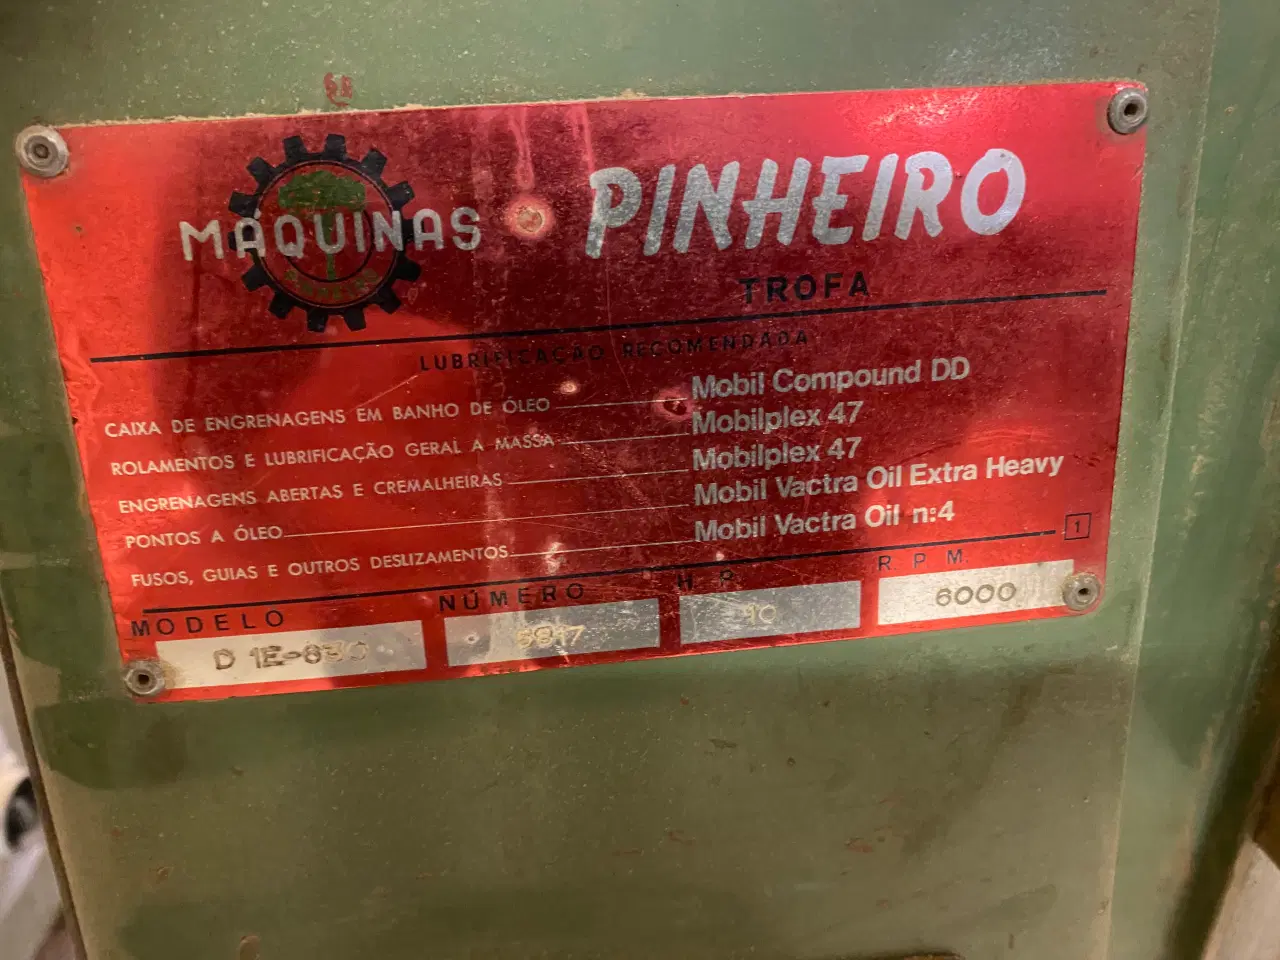 MÁQUINAS PINHEIRO
TROFA
LUBRIFICAÇÃO RECOMENDADA
CAIXA DE ENGRENAGENS EM BANHO DE ÓLEO Mobil Compound DD
ROLAMENTOS E LUBRIFICAÇÃO GERAL A MASSA Mobilplex 47
ENGRENAGENS ABERTAS E CREMALHEIRAS Mobilplex 47
PONTOS A ÓLEO Mobil Vactra Oil Extra Heavy
FUSOS, GUIAS E OUTROS DESLIZAMENTOS Mobil Vactra Oil n:4
1
MODELO NÚMERO H.P. R.P.M.
D 10 6000